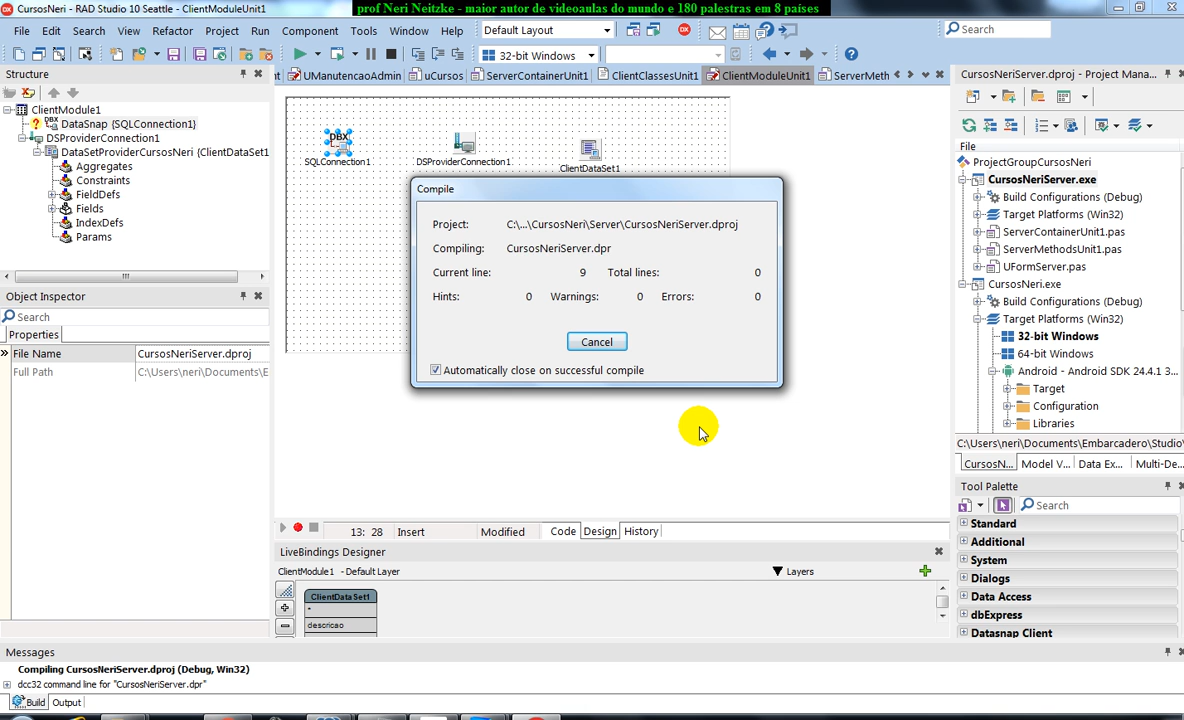 CursosNeri - RAD Studio 10 Seattle - ClientModuleUnit1
prof Neri Neitzke - maior autor de videoaulas do mundo e 180 palestras em 8 países
File Edit Search View Refactor Project Run Component Tools Window Help
Default Layout
Search
32-bit Windows
Structure
UManutencaoAdmin uCursos ServerContainerUnit1 ClientClassesUnit1 ClientModuleUnit1 ServerMeth
CursosNeriServer.dproj - Project Mana...
ClientModule1
DataSnap {SQLConnection1}
DSProviderConnection1
DataSetProviderCursosNeri {ClientDataSet1
Aggregates
Constraints
FieldDefs
Fields
IndexDefs
Params
DBX
SQLConnection1
DSProviderConnection1
ClientDataSet1
Compile
Project: C:\...\CursosNeri\Server\CursosNeriServer.dproj
Compiling: CursosNeriServer.dpr
Current line: 9 Total lines: 0
Hints: 0 Warnings: 0 Errors: 0
Cancel
Automatically close on successful compile
File
ProjectGroupCursosNeri
CursosNeriServer.exe
Build Configurations (Debug)
Target Platforms (Win32)
ServerContainerUnit1.pas
ServerMethodsUnit1.pas
UFormServer.pas
CursosNeri.exe
Build Configurations (Debug)
Target Platforms (Win32)
32-bit Windows
64-bit Windows
Android - Android SDK 24.4.1 3...
Target
Configuration
Libraries
C:\Users\neri\Documents\Embarcadero\Studio
CursosN... Model V... Data Ex... Multi-De...
Object Inspector
Search
Properties
File Name CursosNeriServer.dproj
Full Path C:\Users\neri\Documents\E
Tool Palette
Search
Standard
Additional
System
Dialogs
Data Access
dbExpress
Datasnap Client
13: 28 Insert Modified Code Design History
LiveBindings Designer
ClientModule1 - Default Layer
Layers
ClientDataSet1
*
descricao
Messages
Compiling CursosNeriServer.dproj (Debug, Win32)
dcc32 command line for "CursosNeriServer.dpr"
Build Output